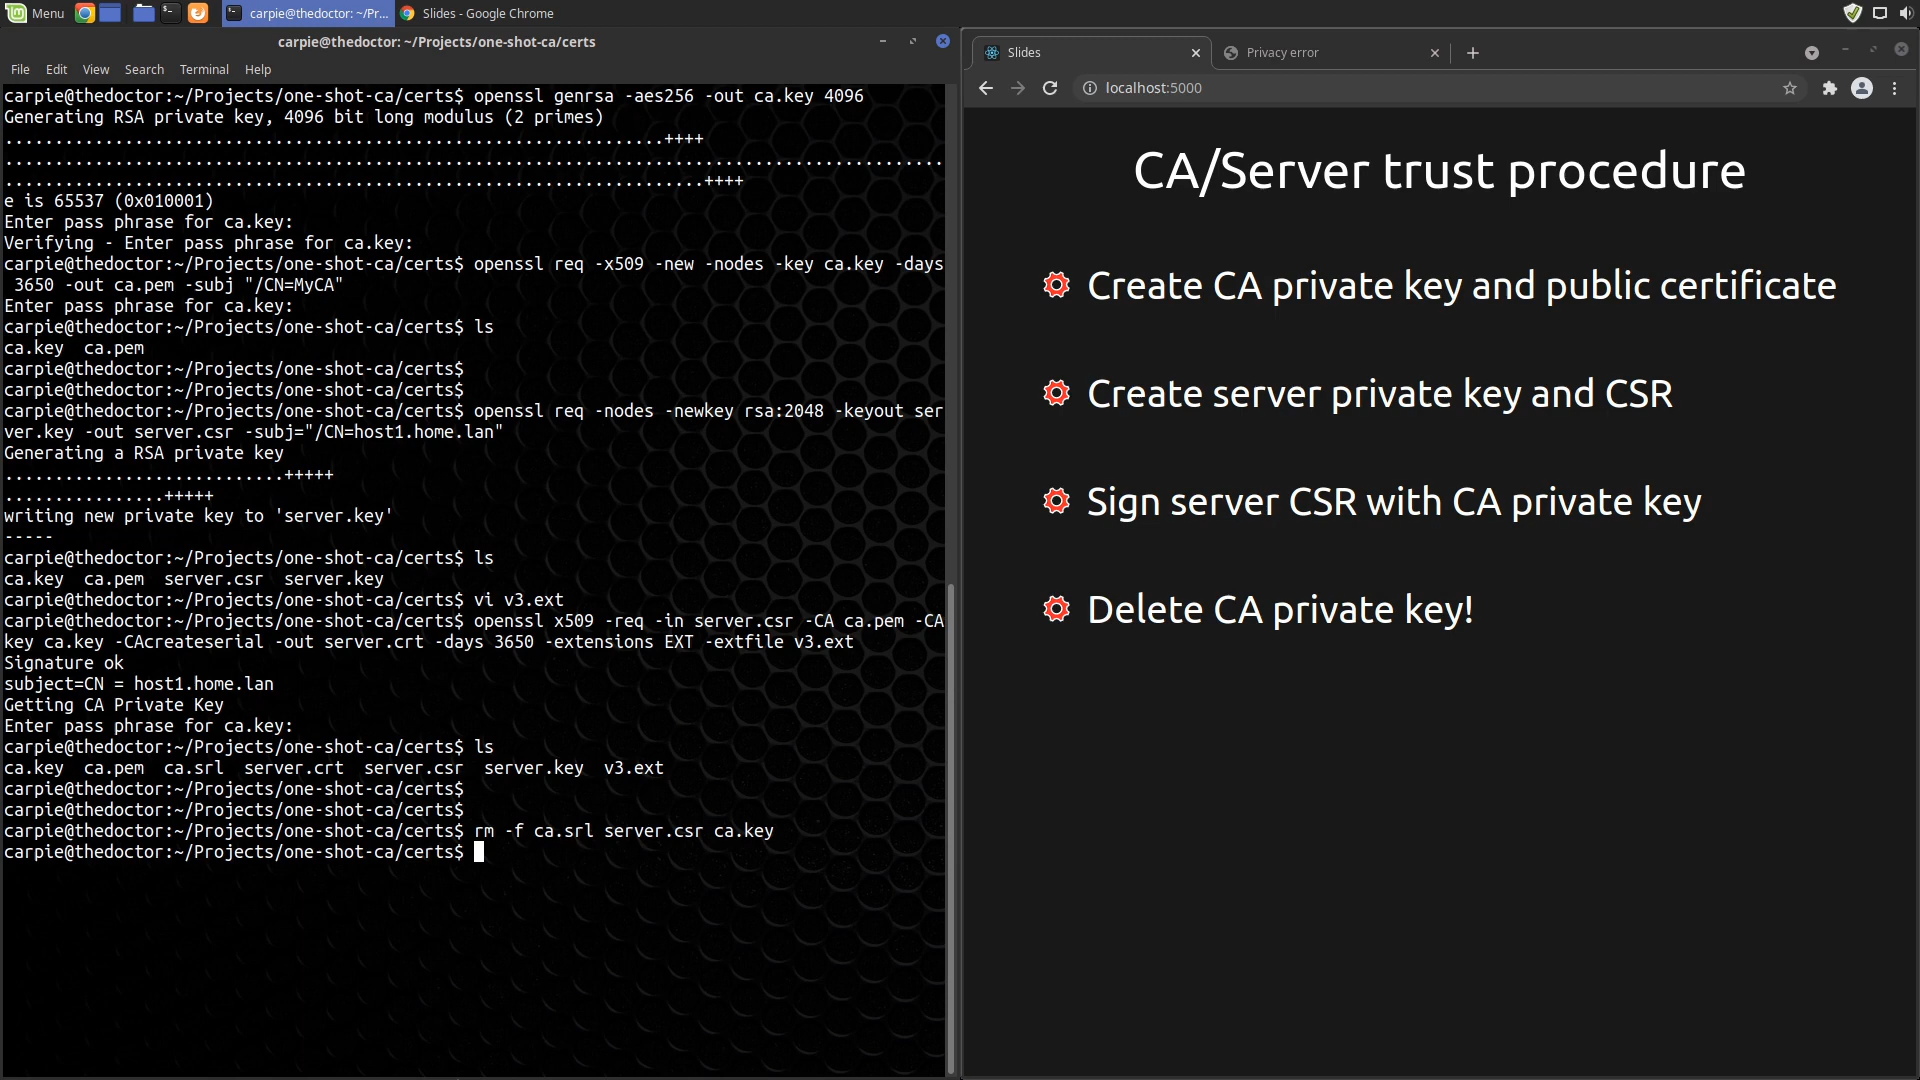 Menu
carpie@thedoctor: ~/Pr...
Slides - Google Chrome
carpie@thedoctor: ~/Projects/one-shot-ca/certs
File Edit View Search Terminal Help
carpie@thedoctor:~/Projects/one-shot-ca/certs$ openssl genrsa -aes256 -out ca.key 4096
Generating RSA private key, 4096 bit long modulus (2 primes)
..................................................................++++
..............................................................................................
......................................................................++++
e is 65537 (0x010001)
Enter pass phrase for ca.key:
Verifying - Enter pass phrase for ca.key:
carpie@thedoctor:~/Projects/one-shot-ca/certs$ openssl req -x509 -new -nodes -key ca.key -days
 3650 -out ca.pem -subj "/CN=MyCA"
Enter pass phrase for ca.key:
carpie@thedoctor:~/Projects/one-shot-ca/certs$ ls
ca.key  ca.pem
carpie@thedoctor:~/Projects/one-shot-ca/certs$
carpie@thedoctor:~/Projects/one-shot-ca/certs$
carpie@thedoctor:~/Projects/one-shot-ca/certs$ openssl req -nodes -newkey rsa:2048 -keyout ser
ver.key -out server.csr -subj="/CN=host1.home.lan"
Generating a RSA private key
............................+++++
................+++++
writing new private key to 'server.key'
-----
carpie@thedoctor:~/Projects/one-shot-ca/certs$ ls
ca.key  ca.pem  server.csr  server.key
carpie@thedoctor:~/Projects/one-shot-ca/certs$ vi v3.ext
carpie@thedoctor:~/Projects/one-shot-ca/certs$ openssl x509 -req -in server.csr -CA ca.pem -CA
key ca.key -CAcreateserial -out server.crt -days 3650 -extensions EXT -extfile v3.ext
Signature ok
subject=CN = host1.home.lan
Getting CA Private Key
Enter pass phrase for ca.key:
carpie@thedoctor:~/Projects/one-shot-ca/certs$ ls
ca.key  ca.pem  ca.srl  server.crt  server.csr  server.key  v3.ext
carpie@thedoctor:~/Projects/one-shot-ca/certs$
carpie@thedoctor:~/Projects/one-shot-ca/certs$
carpie@thedoctor:~/Projects/one-shot-ca/certs$ rm -f ca.srl server.csr ca.key
carpie@thedoctor:~/Projects/one-shot-ca/certs$
Slides
Privacy error
localhost:5000
CA/Server trust procedure
Create CA private key and public certificate
Create server private key and CSR
Sign server CSR with CA private key
Delete CA private key!